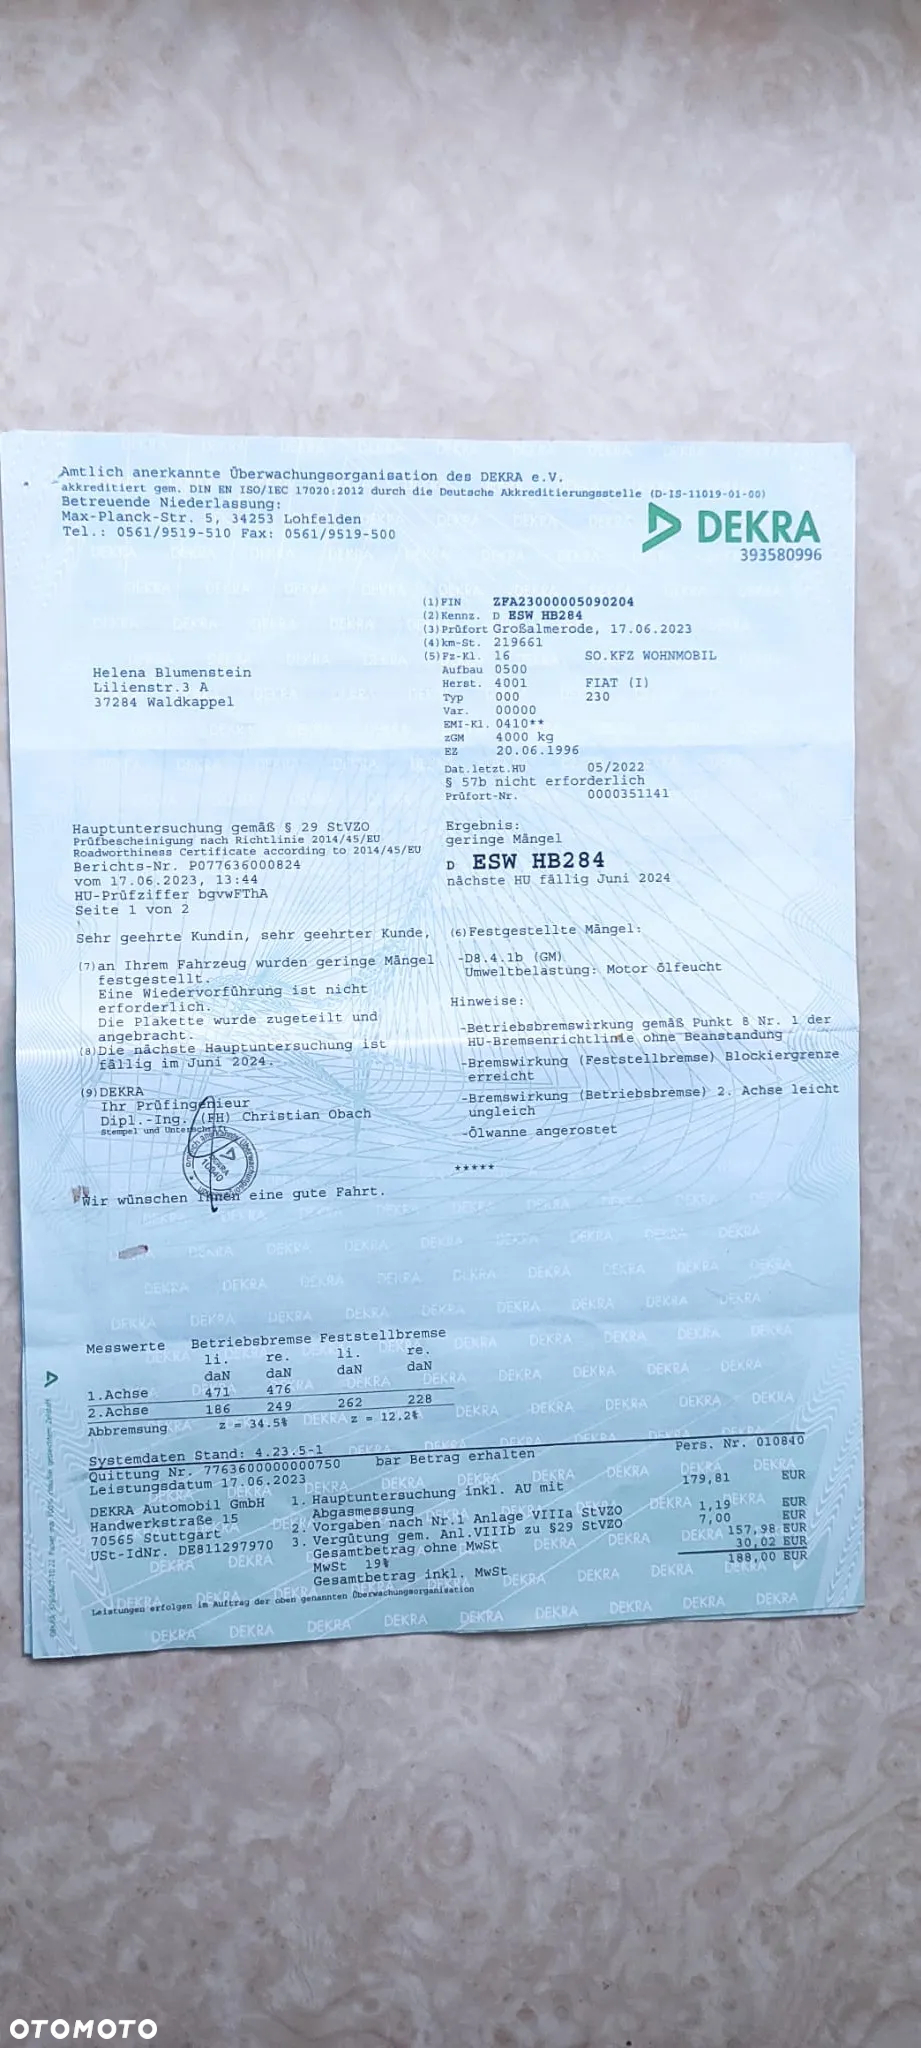 Amtlich anerkannte Überwachungsorganisation des DEKRA e.V.
akkreditiert gem. DIN EN ISO/IEC 17020:2012 durch die Deutsche Akkreditierungsstelle (D-IS-11019-01-00)
Betreuende Niederlassung:
Max-Planck-Str. 5, 34253 Lohfelden
Tel.: 0561/9519-510 Fax: 0561/9519-500
DEKRA
393580996
(1)FIN ZFA23000005090204
(2)Kennz. D ESW HB284
(3)Prüfort Großalmerode, 17.06.2023
(4)km-St. 219661
(5)Fz-Kl. 16 SO.KFZ WOHNMOBIL
Aufbau 0500
Herst. 4001 FIAT (I)
Typ 000 230
Var. 00000
EMI-Kl. 0410**
zGM 4000 kg
EZ 20.06.1996
Dat.letzt.HU 05/2022
§ 57b nicht erforderlich
Prüfort-Nr. 0000351141
Helena Blumenstein
Lilienstr.3 A
37284 Waldkappel
Hauptuntersuchung gemäß § 29 StVZO
Prüfbescheinigung nach Richtlinie 2014/45/EU
Roadworthiness Certificate according to 2014/45/EU
Berichts-Nr. P077636000824
vom 17.06.2023, 13:44
HU-Prüfziffer bgvwFThA
Seite 1 von 2
Ergebnis:
geringe Mängel
D ESW HB284
nächste HU fällig Juni 2024
Sehr geehrte Kundin, sehr geehrter Kunde,
(7)an Ihrem Fahrzeug wurden geringe Mängel
festgestellt.
Eine Wiedervorführung ist nicht
erforderlich.
Die Plakette wurde zugeteilt und
angebracht.
(8)Die nächste Hauptuntersuchung ist
fällig im Juni 2024.
(9)DEKRA
Ihr Prüfingenieur
Dipl.-Ing. (FH) Christian Obach
Stempel und Unterschrift
DEKRA
10840
Wir wünschen Ihnen eine gute Fahrt.
(6)Festgestellte Mängel:
-D8.4.1b (GM)
Umweltbelastung: Motor ölfeucht
Hinweise:
-Betriebsbremswirkung gemäß Punkt 8 Nr. 1 der
HU-Bremsenrichtlinie ohne Beanstandung
-Bremswirkung (Feststellbremse) Blockiergrenze
erreicht
-Bremswirkung (Betriebsbremse) 2. Achse leicht
ungleich
-Ölwanne angerostet
*****
Messwerte Betriebsbremse Feststellbremse
li. re. li. re.
daN daN daN daN
1.Achse 471 476
2.Achse 186 249 262 228
Abbremsung z = 34.5% z = 12.2%
Systemdaten Stand: 4.23.5-1 Pers. Nr. 010840
Quittung Nr. 7763600000000750 bar Betrag erhalten
Leistungsdatum 17.06.2023
DEKRA Automobil GmbH
Handwerkstraße 15
70565 Stuttgart
USt-IdNr. DE811297970
1. Hauptuntersuchung inkl. AU mit 179,81 EUR
Abgasmessung
2. Vorgaben nach Nr.1 Anlage VIIIa StVZO 1,19 EUR
3. Vergütung gem. Anl.VIIIb zu §29 StVZO 7,00 EUR
Gesamtbetrag ohne MwSt 157,98 EUR
MwSt 19% 30,02 EUR
Gesamtbetrag inkl. MwSt 188,00 EUR
Leistungen erfolgen im Auftrag der oben genannten Überwachungsorganisation
OTOMOTO